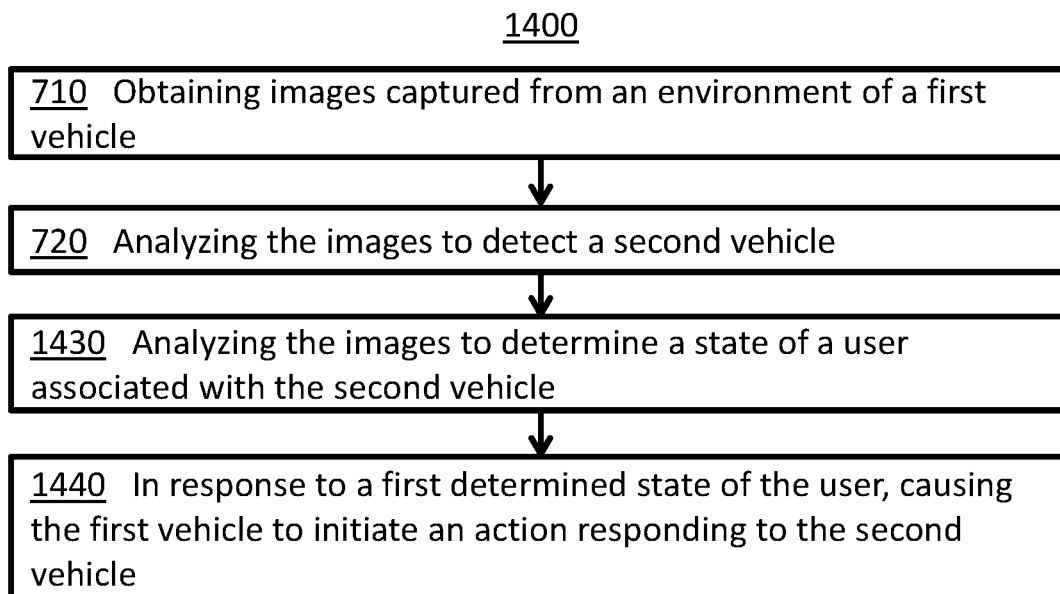 1400
710 Obtaining images captured from an environment of a first
vehicle
720 Analyzing the images to detect a second vehicle
1430 Analyzing the images to determine a state of a user
associated with the second vehicle
1440 In response to a first determined state of the user, causing
the first vehicle to initiate an action responding to the second
vehicle